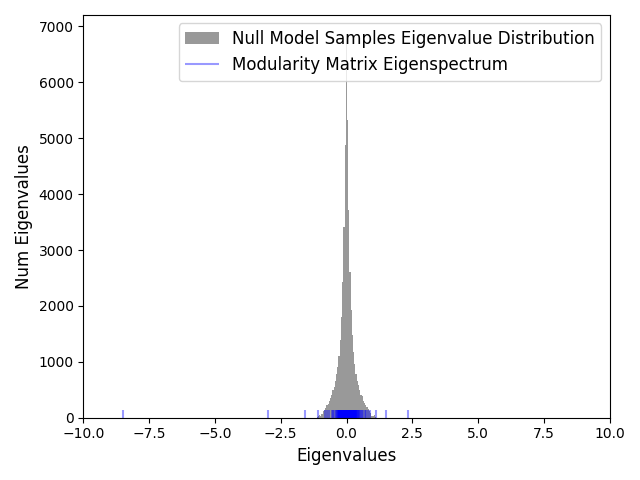 Null Model Samples Eigenvalue Distribution
Modularity Matrix Eigenspectrum
7000
6000
5000
4000
3000
2000
1000
0
Num Eigenvalues
−10.0 −7.5 −5.0 −2.5 0.0 2.5 5.0 7.5 10.0
Eigenvalues